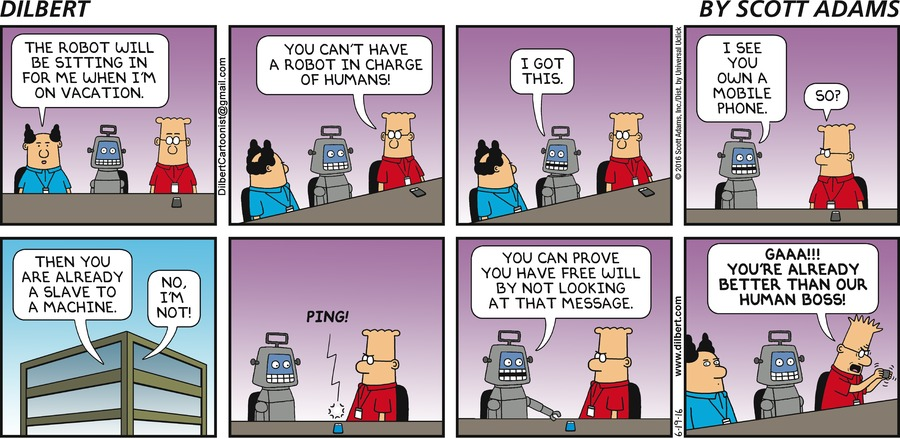 DILBERT
BY SCOTT ADAMS
THE ROBOT WILL
BE SITTING IN
FOR ME WHEN I'M
ON VACATION.
DilbertCartoonist@gmail.com
YOU CAN'T HAVE
A ROBOT IN CHARGE
OF HUMANS!
I GOT
THIS.
© 2016 Scott Adams, Inc./Dist. by Universal Uclick
I SEE
YOU
OWN A
MOBILE
PHONE.
SO?
THEN YOU
ARE ALREADY
A SLAVE TO
A MACHINE.
NO,
I'M
NOT!
PING!
YOU CAN PROVE
YOU HAVE FREE WILL
BY NOT LOOKING
AT THAT MESSAGE.
6-19-16
www.dilbert.com
GAAA!!!
YOU'RE ALREADY
BETTER THAN OUR
HUMAN BOSS!